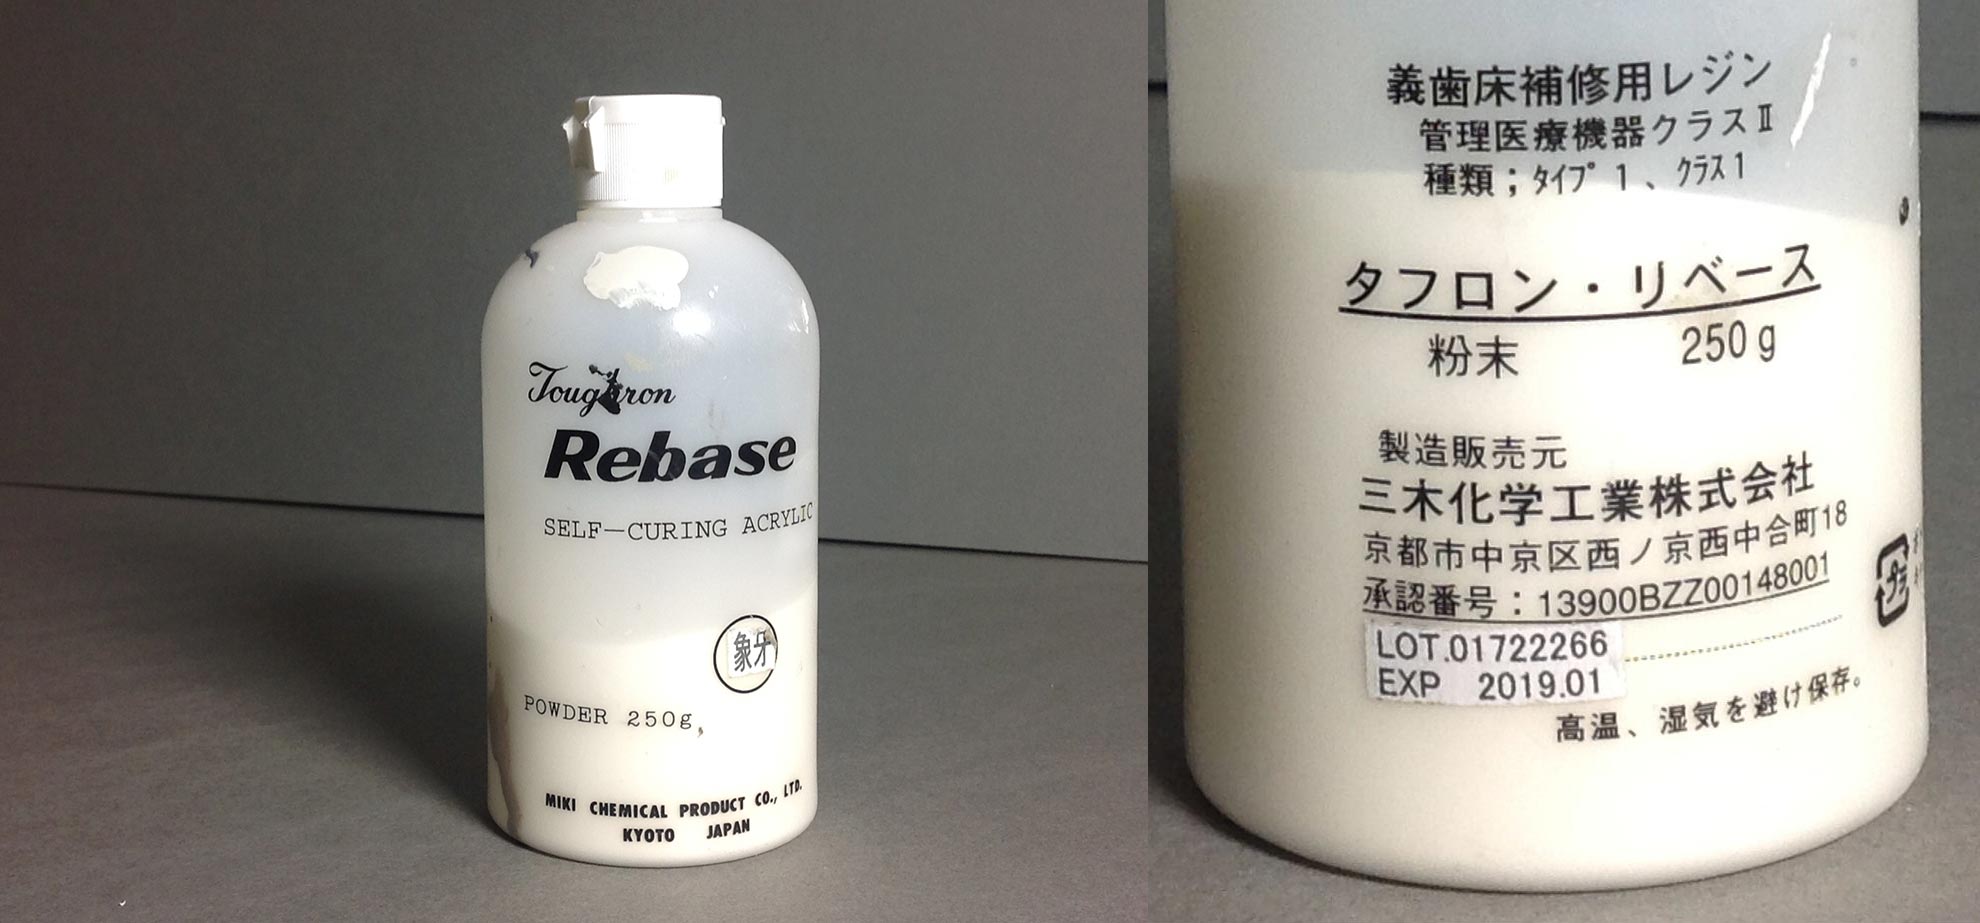 Toughron
Rebase
SELF—CURING ACRYLIC
象牙
POWDER 250g
MIKI CHEMICAL PRODUCT CO., LTD.
KYOTO JAPAN
義歯床補修用レジン
管理医療機器クラスⅡ
種類；ﾀｲﾌﾟ1、ｸﾗｽ1
タフロン・リベース
粉末 250g
製造販売元
三木化学工業株式会社
京都市中京区西ノ京西中合町18
承認番号：13900BZZ00148001
LOT.01722266
EXP 2019.01
高温、湿気を避け保存。
プラ